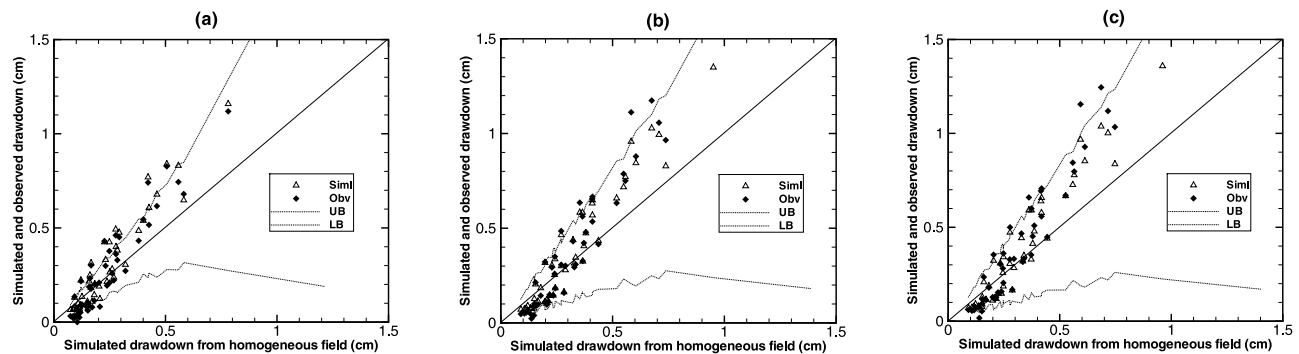 (a)
Simulated and observed drawdown (cm)
1.5
1
0.5
0
Siml
Obv
UB
LB
0
0.5
1
1.5
Simulated drawdown from homogeneous field (cm)
(b)
Simulated and observed drawdown (cm)
1.5
1
0.5
0
Siml
Obv
UB
LB
0
0.5
1
1.5
Simulated drawdown from homogeneous field (cm)
(c)
Simulated and observed drawdown (cm)
1.5
1
0.5
0
Siml
Obv
UB
LB
0
0.5
1
1.5
Simulated drawdown from homogeneous field (cm)